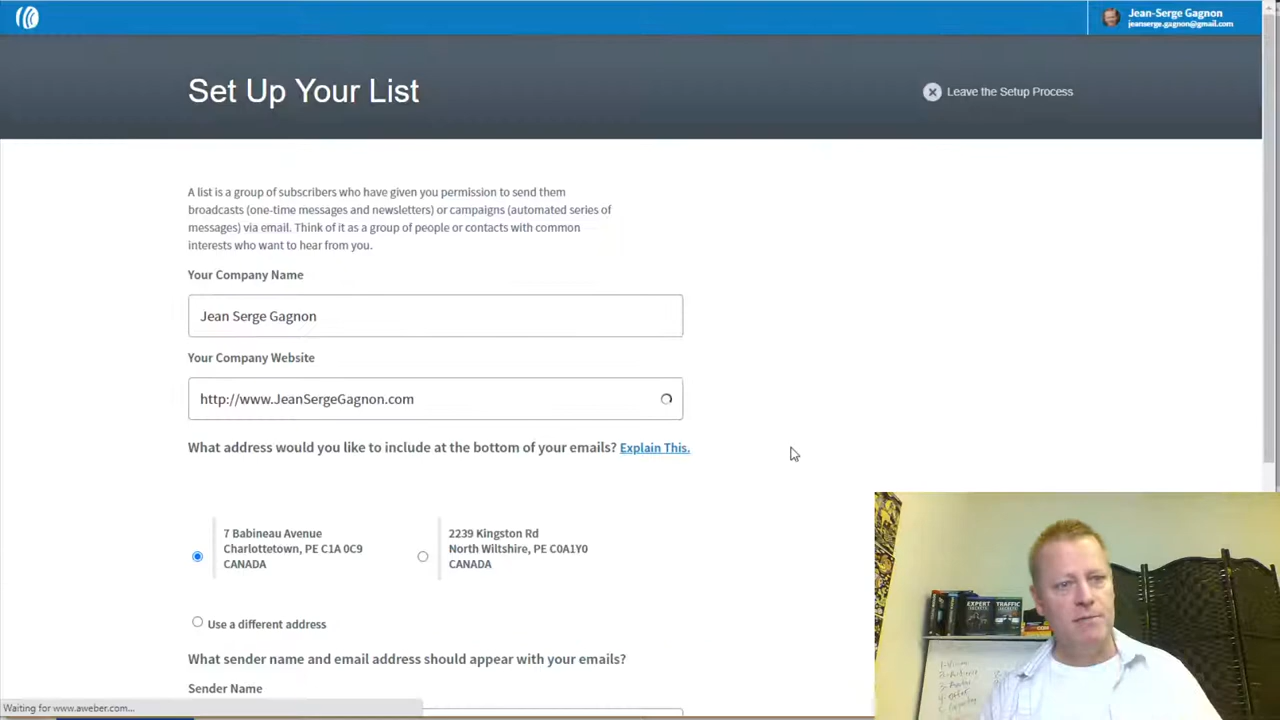 Jean-Serge Gagnon
jeanserge.gagnon@gmail.com
Set Up Your List
Leave the Setup Process
A list is a group of subscribers who have given you permission to send them
broadcasts (one-time messages and newsletters) or campaigns (automated series of
messages) via email. Think of it as a group of people or contacts with common
interests who want to hear from you.
Your Company Name
Jean Serge Gagnon
Your Company Website
http://www.JeanSergeGagnon.com
What address would you like to include at the bottom of your emails? Explain This.
7 Babineau Avenue
Charlottetown, PE C1A 0C9
CANADA
2239 Kingston Rd
North Wiltshire, PE C0A1Y0
CANADA
Use a different address
What sender name and email address should appear with your emails?
Sender Name
Waiting for www.aweber.com...
EXPERT
SECRETS
TRAFFIC
SECRETS